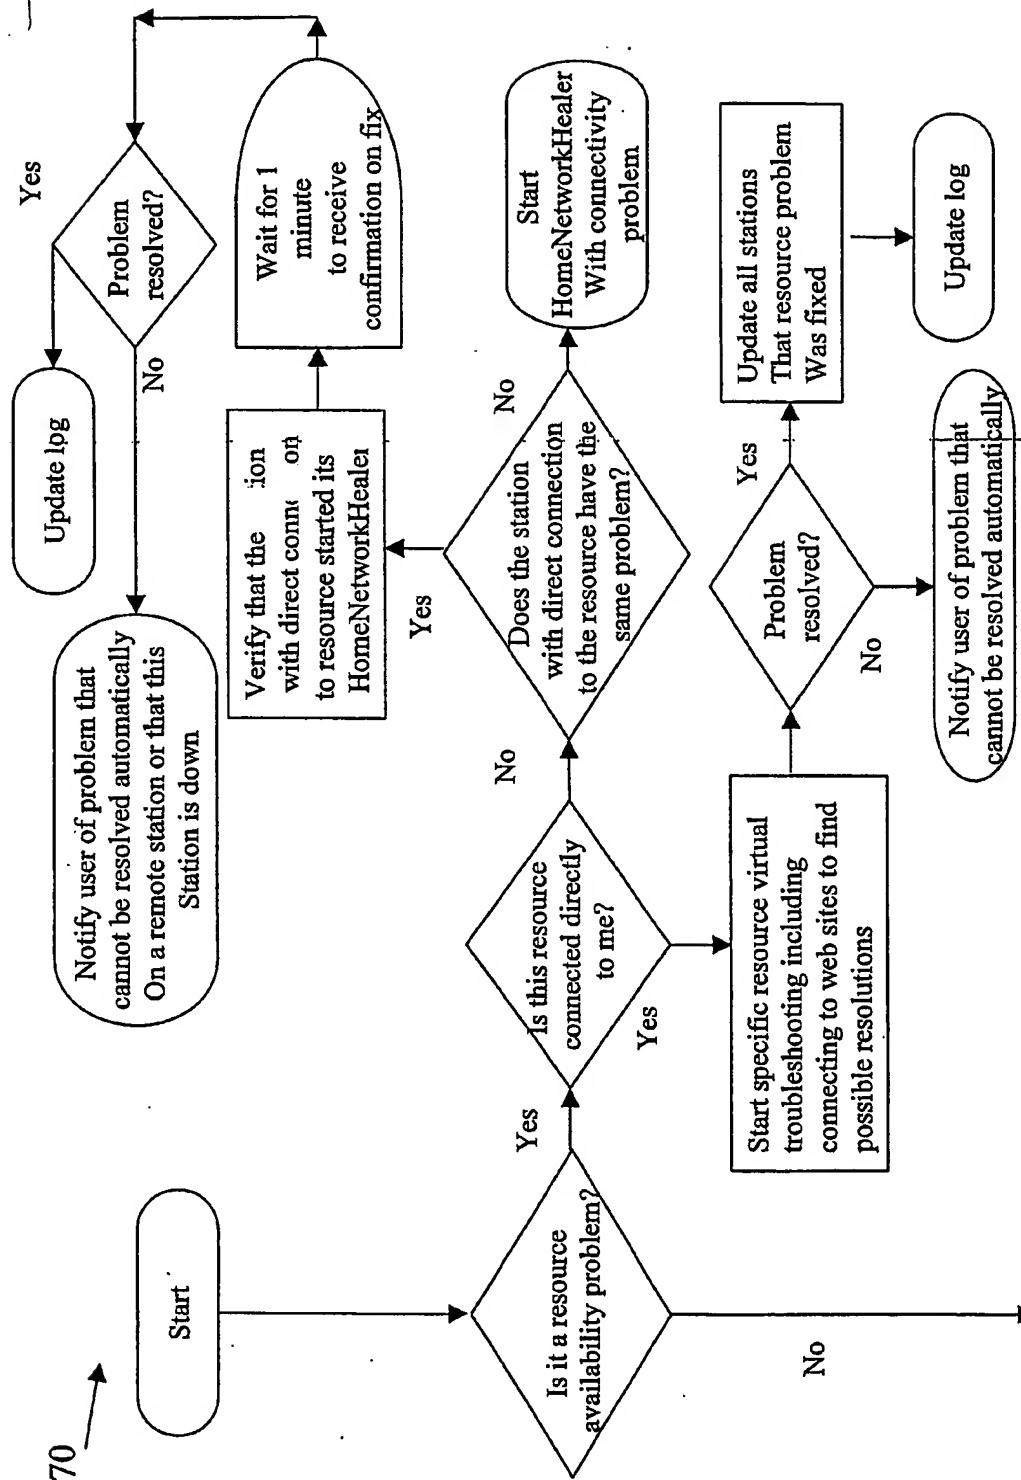 70
Start
Notify user of problem that
cannot be resolved automatically
On a remote station or that this
Station is down
Update log
Yes
Problem
resolved?
No
Verify that the
with direct
to resource started its
HomeNetworkHealer
Wait for 1
minute
to receive
confirmation on fix
Is it a resource
availability problem?
Yes
No
Is this resource
connected directly
to me?
No
Yes
Does the station
with direct connection
to the resource have the
same problem?
Yes
No
Start
HomeNetworkHealer
With connectivity
problem
Start specific resource virtual
troubleshooting including
connecting to web sites to find
possible resolutions
Problem
resolved?
Yes
No
Update all stations
That resource problem
Was fixed
Notify user of problem that
cannot be resolved automatically
Update log